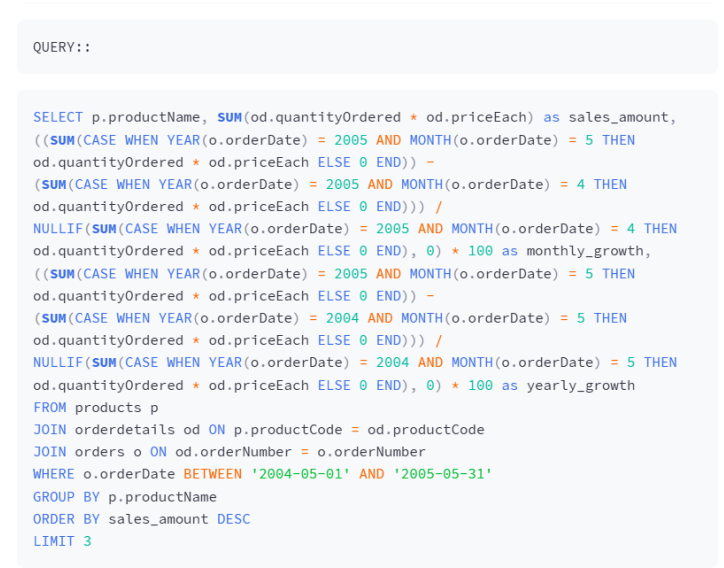 QUERY::
SELECT p.productName, SUM(od.quantityOrdered * od.priceEach) as sales_amount,
((SUM(CASE WHEN YEAR(o.orderDate) = 2005 AND MONTH(o.orderDate) = 5 THEN
od.quantityOrdered * od.priceEach ELSE 0 END)) -
(SUM(CASE WHEN YEAR(o.orderDate) = 2005 AND MONTH(o.orderDate) = 4 THEN
od.quantityOrdered * od.priceEach ELSE 0 END))) /
NULLIF(SUM(CASE WHEN YEAR(o.orderDate) = 2005 AND MONTH(o.orderDate) = 4 THEN
od.quantityOrdered * od.priceEach ELSE 0 END), 0) * 100 as monthly_growth,
((SUM(CASE WHEN YEAR(o.orderDate) = 2005 AND MONTH(o.orderDate) = 5 THEN
od.quantityOrdered * od.priceEach ELSE 0 END)) -
(SUM(CASE WHEN YEAR(o.orderDate) = 2004 AND MONTH(o.orderDate) = 5 THEN
od.quantityOrdered * od.priceEach ELSE 0 END))) /
NULLIF(SUM(CASE WHEN YEAR(o.orderDate) = 2004 AND MONTH(o.orderDate) = 5 THEN
od.quantityOrdered * od.priceEach ELSE 0 END), 0) * 100 as yearly_growth
FROM products p
JOIN orderdetails od ON p.productCode = od.productCode
JOIN orders o ON od.orderNumber = o.orderNumber
WHERE o.orderDate BETWEEN '2004-05-01' AND '2005-05-31'
GROUP BY p.productName
ORDER BY sales_amount DESC
LIMIT 3